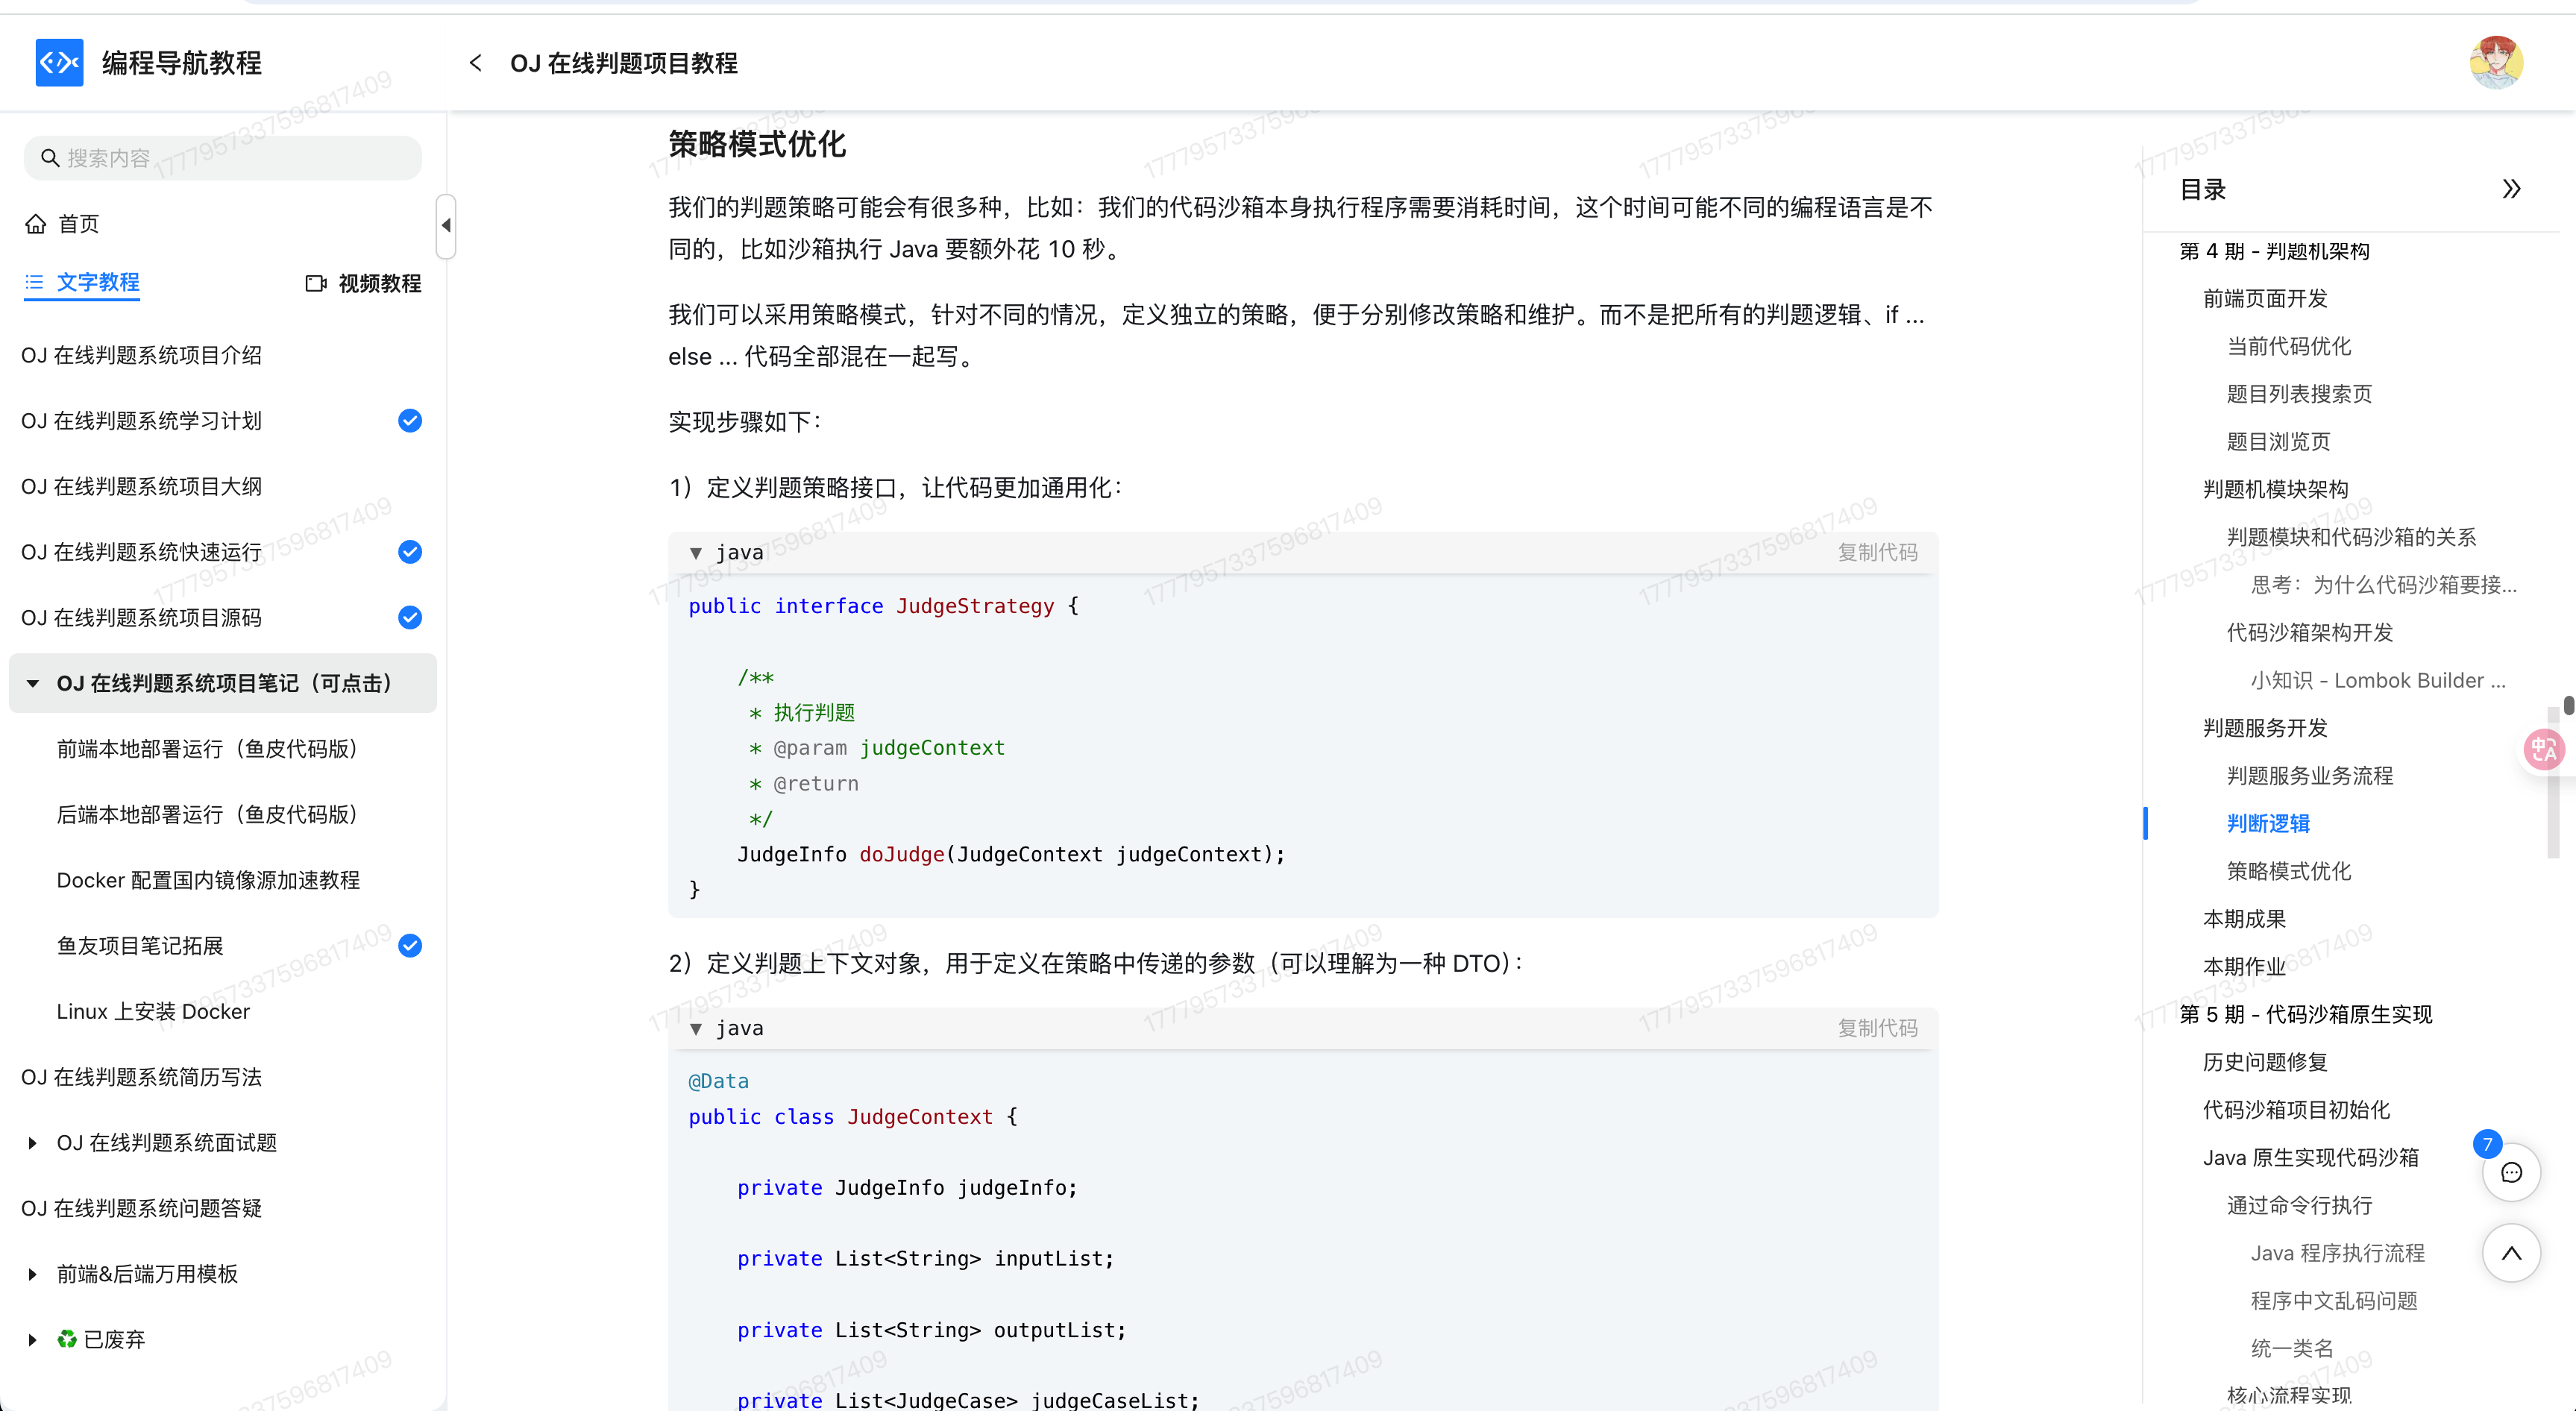 编程导航教程
OJ 在线判题项目教程
搜索内容
首页
文字教程
视频教程
OJ 在线判题系统项目介绍
OJ 在线判题系统学习计划
OJ 在线判题系统项目大纲
OJ 在线判题系统快速运行
OJ 在线判题系统项目源码
OJ 在线判题系统项目笔记（可点击）
前端本地部署运行（鱼皮代码版）
后端本地部署运行（鱼皮代码版）
Docker 配置国内镜像源加速教程
鱼友项目笔记拓展
Linux 上安装 Docker
OJ 在线判题系统简历写法
OJ 在线判题系统面试题
OJ 在线判题系统问题答疑
前端&后端万用模板
♻️ 已废弃
策略模式优化
我们的判题策略可能会有很多种，比如：我们的代码沙箱本身执行程序需要消耗时间，这个时间可能不同的编程语言是不
同的，比如沙箱执行 Java 要额外花 10 秒。
我们可以采用策略模式，针对不同的情况，定义独立的策略，便于分别修改策略和维护。而不是把所有的判题逻辑、if ...
else ... 代码全部混在一起写。
实现步骤如下：
1）定义判题策略接口，让代码更加通用化：
java
复制代码
public interface JudgeStrategy {
/**
* 执行判题
* @param judgeContext
* @return
*/
JudgeInfo doJudge(JudgeContext judgeContext);
}
2）定义判题上下文对象，用于定义在策略中传递的参数（可以理解为一种 DTO）：
java
复制代码
@Data
public class JudgeContext {
private JudgeInfo judgeInfo;
private List<String> inputList;
private List<String> outputList;
private List<JudgeCase> judgeCaseList;
目录
第 4 期 - 判题机架构
前端页面开发
当前代码优化
题目列表搜索页
题目浏览页
判题机模块架构
判题模块和代码沙箱的关系
思考：为什么代码沙箱要接...
代码沙箱架构开发
小知识 - Lombok Builder ...
判题服务开发
判题服务业务流程
判断逻辑
策略模式优化
本期成果
本期作业
第 5 期 - 代码沙箱原生实现
历史问题修复
代码沙箱项目初始化
Java 原生实现代码沙箱
通过命令行执行
Java 程序执行流程
程序中文乱码问题
统一类名
核心流程实现
7
1777957337596817409